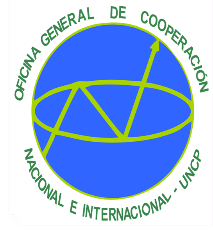 OFICINA GENERAL DE COOPERACIÓN
NACIONAL E INTERNACIONAL - UNCP